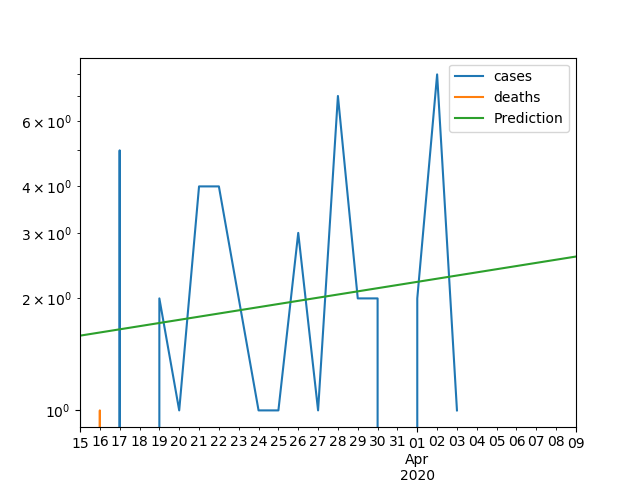 cases
deaths
Prediction
6 × 10⁰
4 × 10⁰
3 × 10⁰
2 × 10⁰
10⁰
15 16 17 18 19 20 21 22 23 24 25 26 27 28 29 30 31 01 02 03 04 05 06 07 08 09
Apr
2020